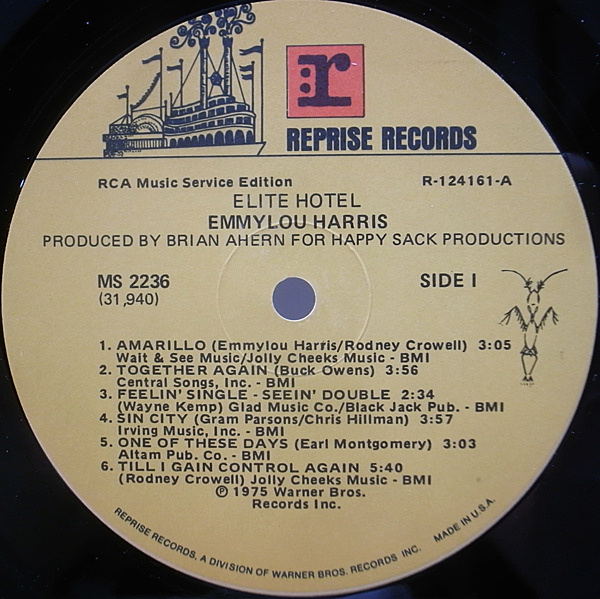 r:
REPRISE RECORDS
RCA Music Service Edition R-124161-A
ELITE HOTEL
EMMYLOU HARRIS
PRODUCED BY BRIAN AHERN FOR HAPPY SACK PRODUCTIONS
MS 2236 SIDE I
(31,940)
1. AMARILLO (Emmylou Harris/Rodney Crowell) 3:05
Wait & See Music/Jolly Cheeks Music - BMI
2. TOGETHER AGAIN (Buck Owens) 3:56
Central Songs, Inc. - BMI
3. FEELIN' SINGLE - SEEIN' DOUBLE 2:34
(Wayne Kemp) Glad Music Co./Black Jack Pub. - BMI
4. SIN CITY (Gram Parsons/Chris Hillman) 3:57
Irving Music, Inc. - BMI
5. ONE OF THESE DAYS (Earl Montgomery) 3:03
Altam Pub. Co. - BMI
6. TILL I GAIN CONTROL AGAIN 5:40
(Rodney Crowell) Jolly Cheeks Music - BMI
℗ 1975 Warner Bros.
Records Inc.
REPRISE RECORDS, A DIVISION OF WARNER BROS. RECORDS INC. MADE IN U.S.A.